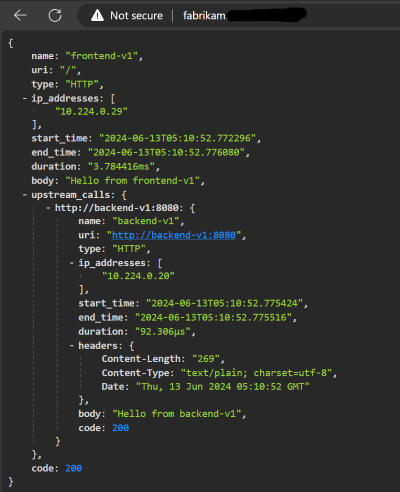 Not secure | fabrikam.
{
name: "frontend-v1",
uri: "/",
type: "HTTP",
- ip_addresses: [
"10.224.0.29"
],
start_time: "2024-06-13T05:10:52.772296",
end_time: "2024-06-13T05:10:52.776080",
duration: "3.784416ms",
body: "Hello from frontend-v1",
- upstream_calls: {
- http://backend-v1:8080: {
name: "backend-v1",
uri: "http://backend-v1:8080",
type: "HTTP",
- ip_addresses: [
"10.224.0.20"
],
start_time: "2024-06-13T05:10:52.775424",
end_time: "2024-06-13T05:10:52.775516",
duration: "92.306µs",
- headers: {
Content-Length: "269",
Content-Type: "text/plain; charset=utf-8",
Date: "Thu, 13 Jun 2024 05:10:52 GMT"
},
body: "Hello from backend-v1",
code: 200
}
},
code: 200
}